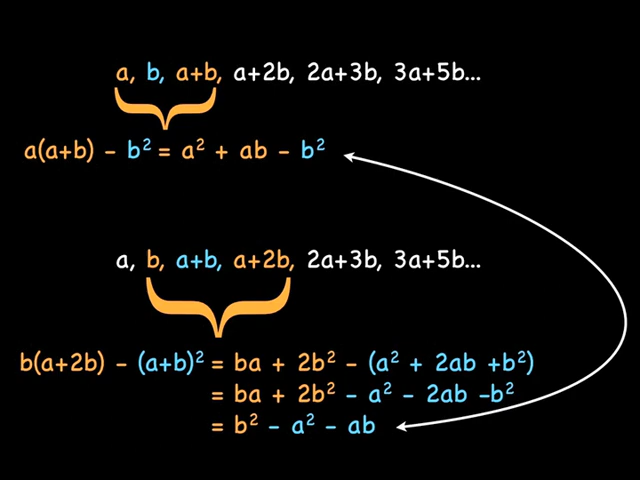 a, b, a+b, a+2b, 2a+3b, 3a+5b...
a(a+b) - b² = a² + ab - b²
a, b, a+b, a+2b, 2a+3b, 3a+5b...
b(a+2b) - (a+b)² = ba + 2b² - (a² + 2ab +b²)
= ba + 2b² - a² - 2ab -b²
= b² - a² - ab